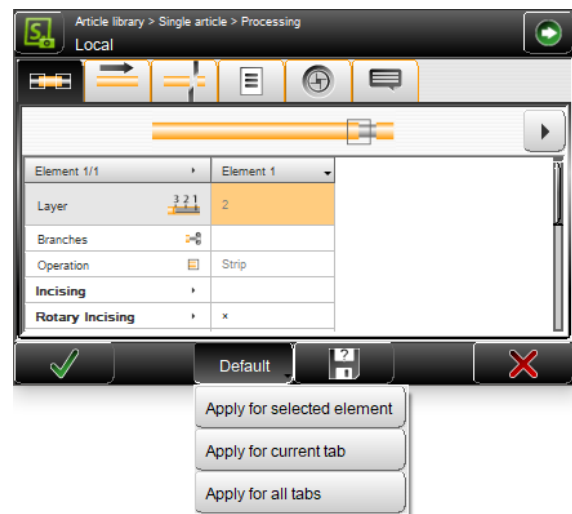 Article library > Single article > Processing
Local
Element 1/1 Element 1
Layer 3 2 1 2
Branches
Operation Strip
Incising
Rotary Incising ×
Default ?
Apply for selected element
Apply for current tab
Apply for all tabs